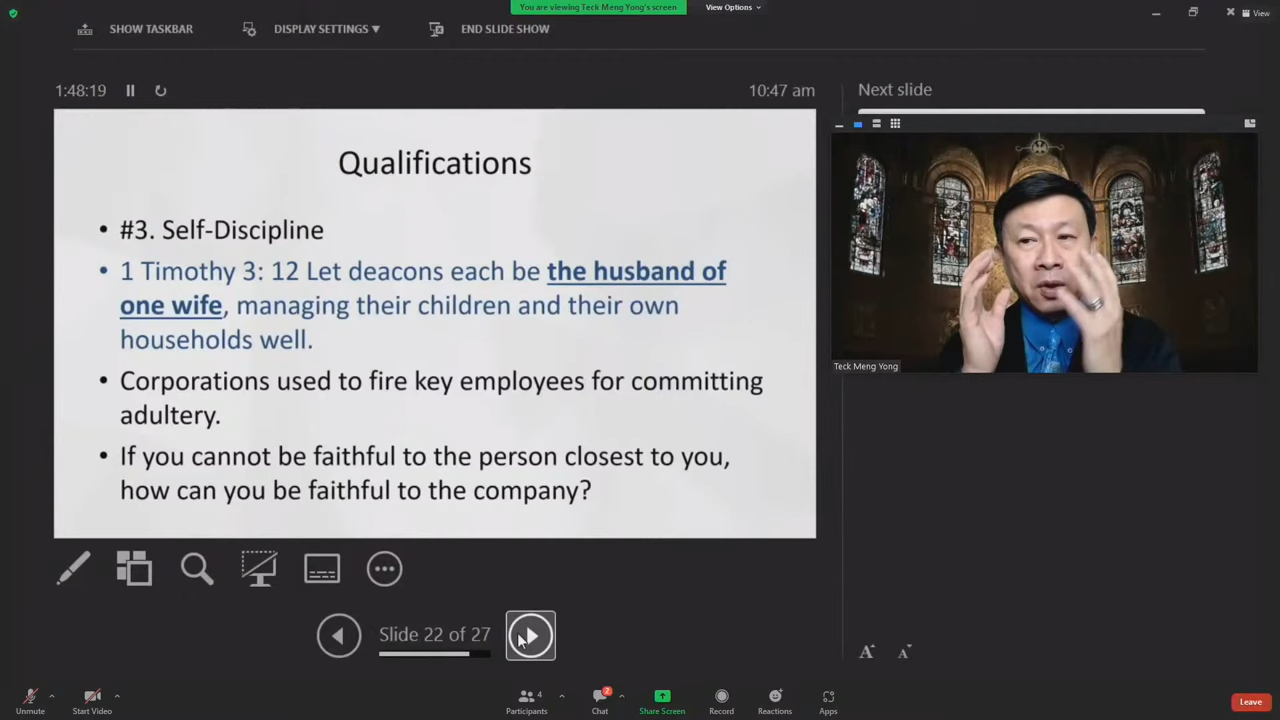 You are viewing Teck Meng Yong's screen
View Options
View
SHOW TASKBAR
DISPLAY SETTINGS
END SLIDE SHOW
1:48:19
10:47 am
Next slide
Qualifications
• #3. Self-Discipline
• 1 Timothy 3: 12 Let deacons each be the husband of
one wife, managing their children and their own
households well.
• Corporations used to fire key employees for committing
adultery.
• If you cannot be faithful to the person closest to you,
how can you be faithful to the company?
Teck Meng Yong
Slide 22 of 27
A A
Unmute
Start Video
Participants 4
Chat 2
Share Screen
Record
Reactions
Apps
Leave